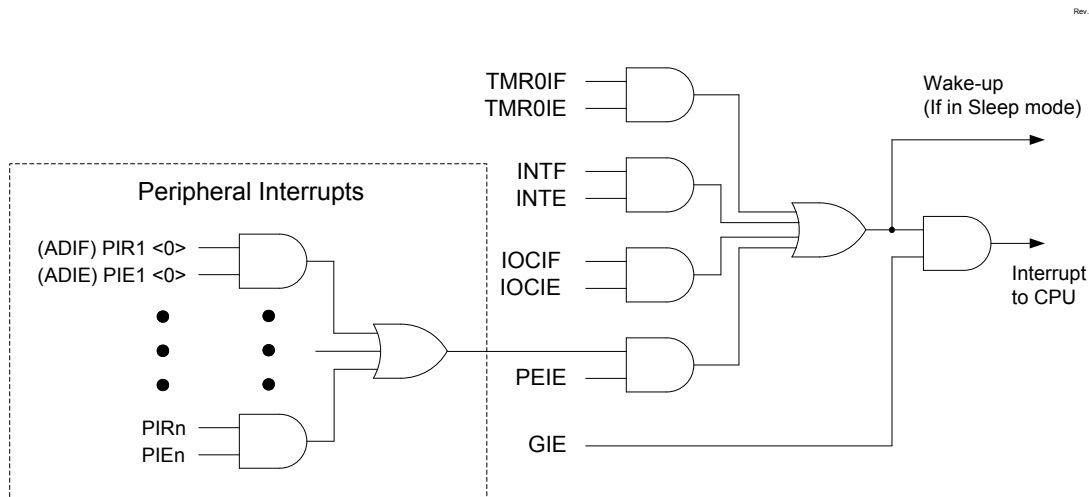 Rev.
TMR0IF
TMR0IE
Wake-up
(If in Sleep mode)
INTF
INTE
Peripheral Interrupts
(ADIF) PIR1 <0>
(ADIE) PIE1 <0>
IOCIF
IOCIE
Interrupt
to CPU
PEIE
PIRn
PIEn
GIE